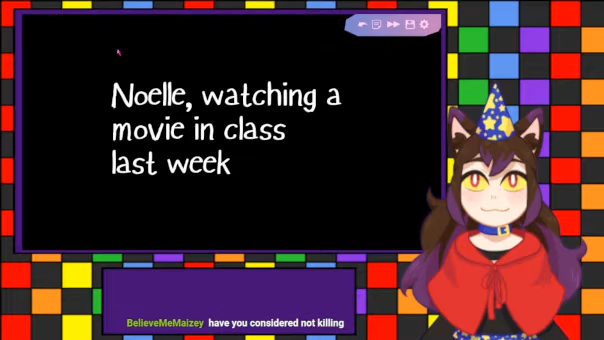 Noelle, watching a
movie in class
last week
BelieveMeMaizey have you considered not killing